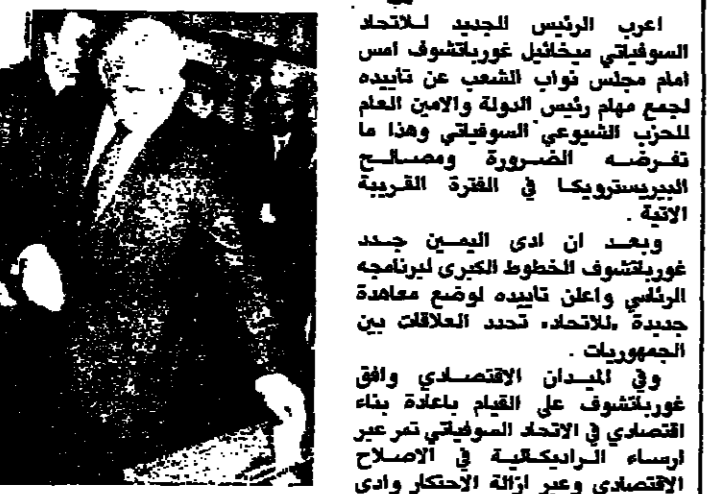 اعرب الرئيس الجديد للاتحاد
السوفياتي ميخائيل غورباتشوف امس
امام مجلس نواب الشعب عن تأييده
لجمع مهام رئيس الدولة والامين العام
للحزب الشيوعي السوفياتي وهذا ما
تفرضه الضرورة ومصالح
البيريسترويكا في الفترة القريبة
الاتية .
وبعد ان ادى اليمين جدد
غورباتشوف الخطوط الكبرى لبرنامجه
الرئاسي واعلن تاييده لوضع معاهدة
جديدة «للاتحاد» تحدد العلاقات بين
الجمهوريات .
وفي الميدان الاقتصادي وافق
غورباتشوف على القيام باعادة بناء
اقتصادي في الاتحاد السوفياتي تمر عبر
ارساء الراديكالية في الاصلاح
الاقتصادي وعبر ازالة الاحتكار وادى